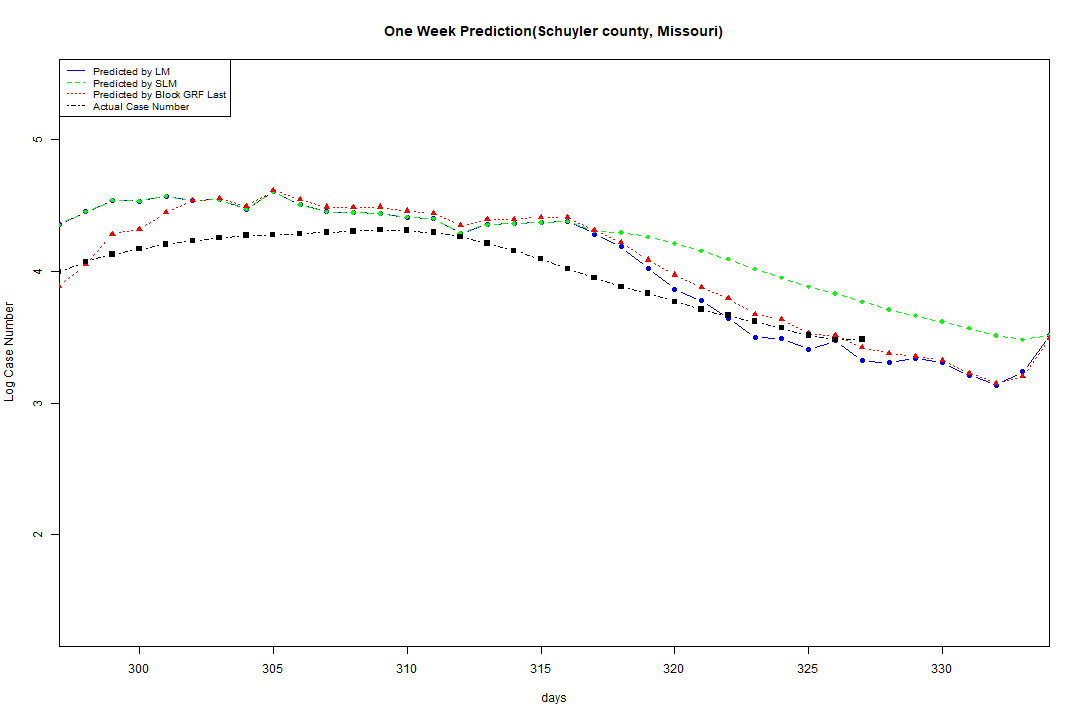 One Week Prediction(Schuyler county, Missouri)
Predicted by LM
Predicted by SLM
Predicted by Block GRF Last
Actual Case Number
5
4
3
2
Log Case Number
300 305 310 315 320 325 330
days